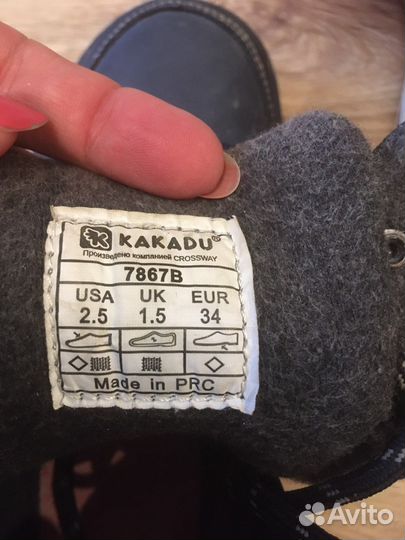 KAKADU®
Произведено компанией CROSSWAY
7867B
USA UK EUR
2.5 1.5 34
Made in PRC
Avito